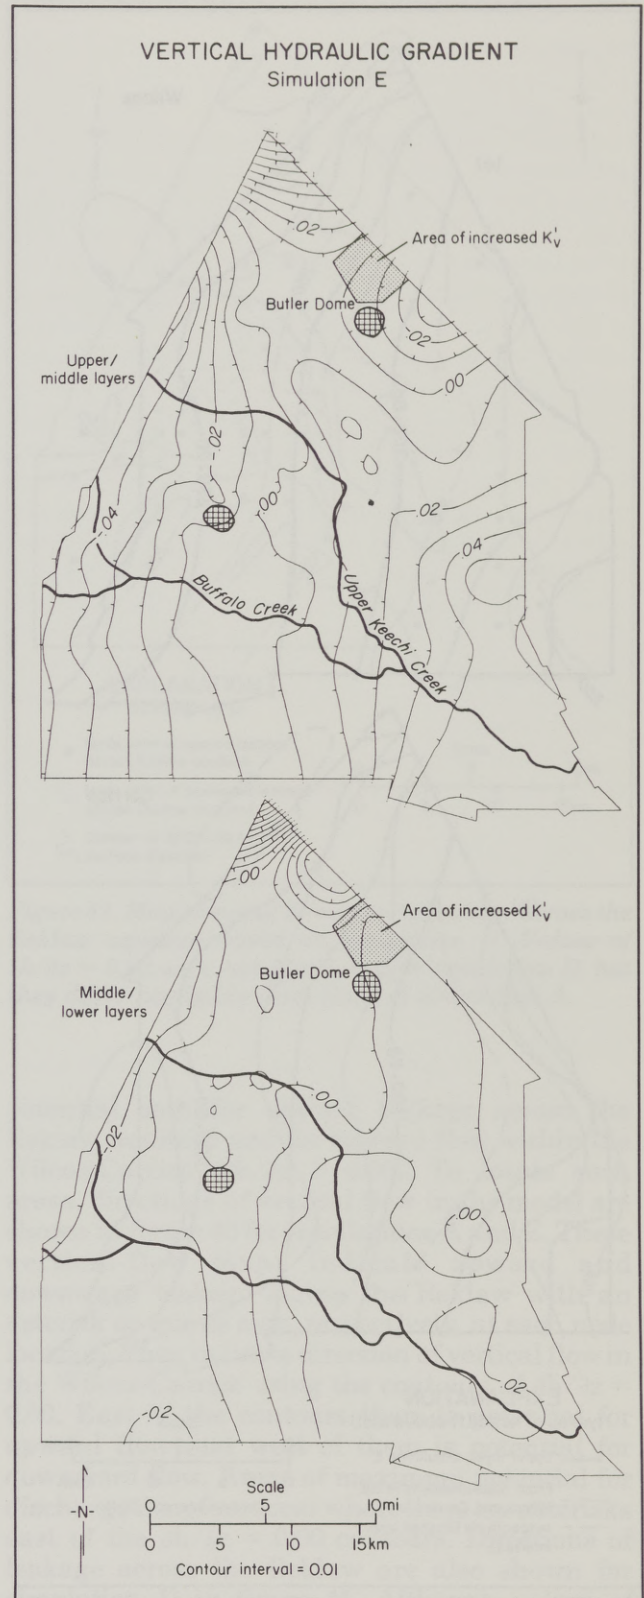 VERTICAL HYDRAULIC GRADIENT
Simulation E
-.02
Area of increased K'v
Butler Dome
-.02
.00
Upper/
middle layers
-.02
.00
.02
-.04
.04
Buffalo Creek
Upper Keechi Creek
.00
Area of increased K'v
Butler Dome
Middle/
lower layers
.00
-.02
.00
.02
-.02
-N-
Scale
0 5 10mi
0 5 10 15km
Contour interval = 0.01